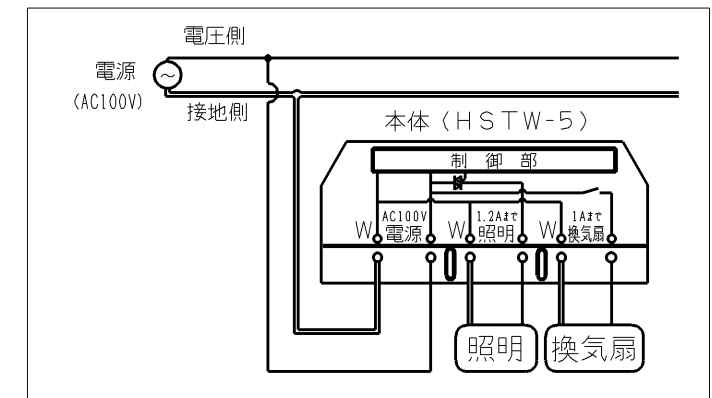 電圧側
電源
(AC100V)
接地側
本体（HSTW-5）
制御部
W AC100V 電源
W 1.2Aまで 照明
W 1Aまで 換気扇
照明
換気扇